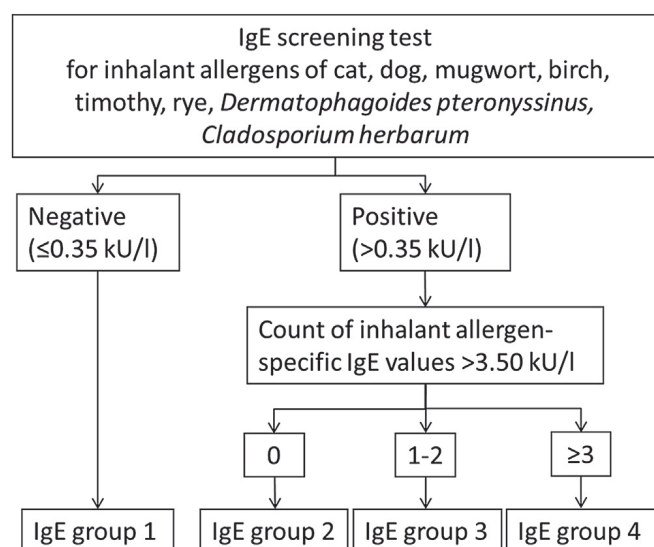 IgE screening test
for inhalant allergens of cat, dog, mugwort, birch,
timothy, rye, Dermatophagoides pteronyssinus,
Cladosporium herbarum
Negative
(≤0.35 kU/l)
Positive
(>0.35 kU/l)
Count of inhalant allergen-
specific IgE values >3.50 kU/l
0
1-2
≥3
IgE group 1
IgE group 2
IgE group 3
IgE group 4